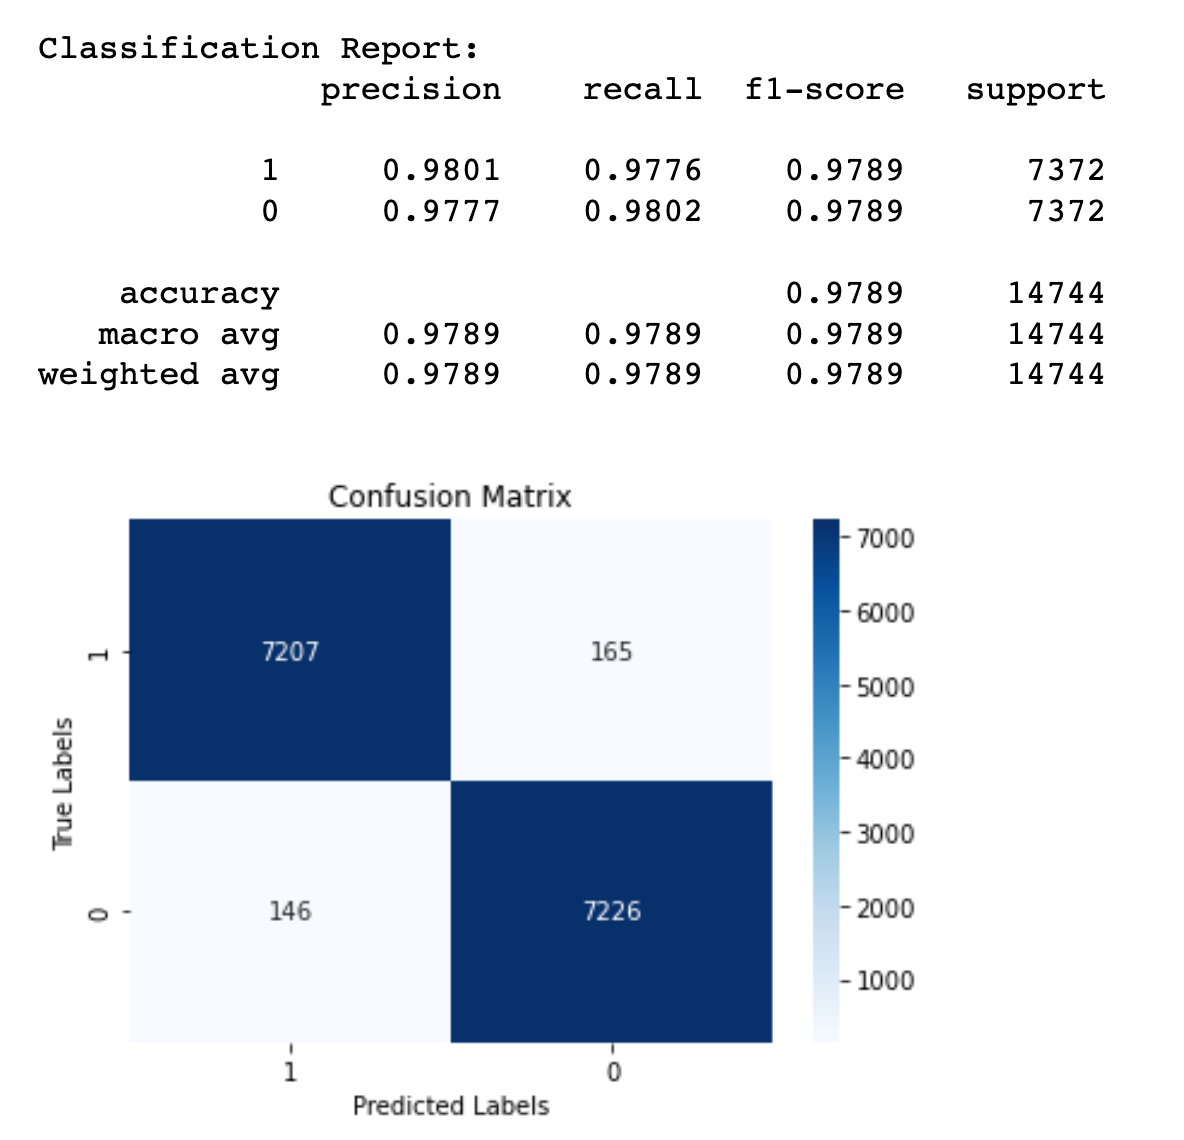 Classification Report:
precision recall f1-score support
1 0.9801 0.9776 0.9789 7372
0 0.9777 0.9802 0.9789 7372
accuracy 0.9789 14744
macro avg 0.9789 0.9789 0.9789 14744
weighted avg 0.9789 0.9789 0.9789 14744
Confusion Matrix
7000
6000
5000
4000
3000
2000
1000
True Labels
1
0
7207 165
146 7226
1 0
Predicted Labels